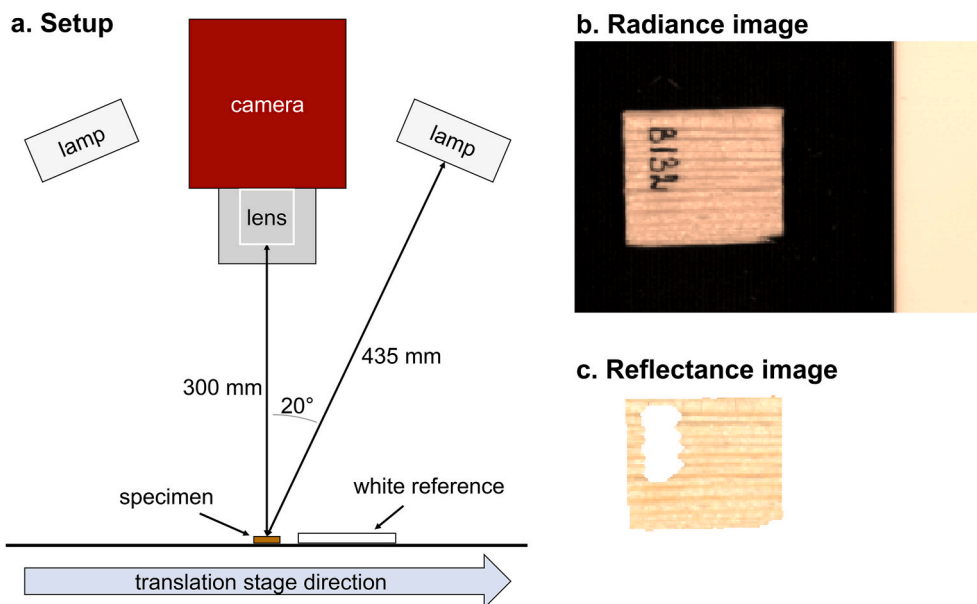 a. Setup
camera
lamp
lamp
lens
300 mm
20°
435 mm
specimen
white reference
translation stage direction
b. Radiance image
B13N
c. Reflectance image